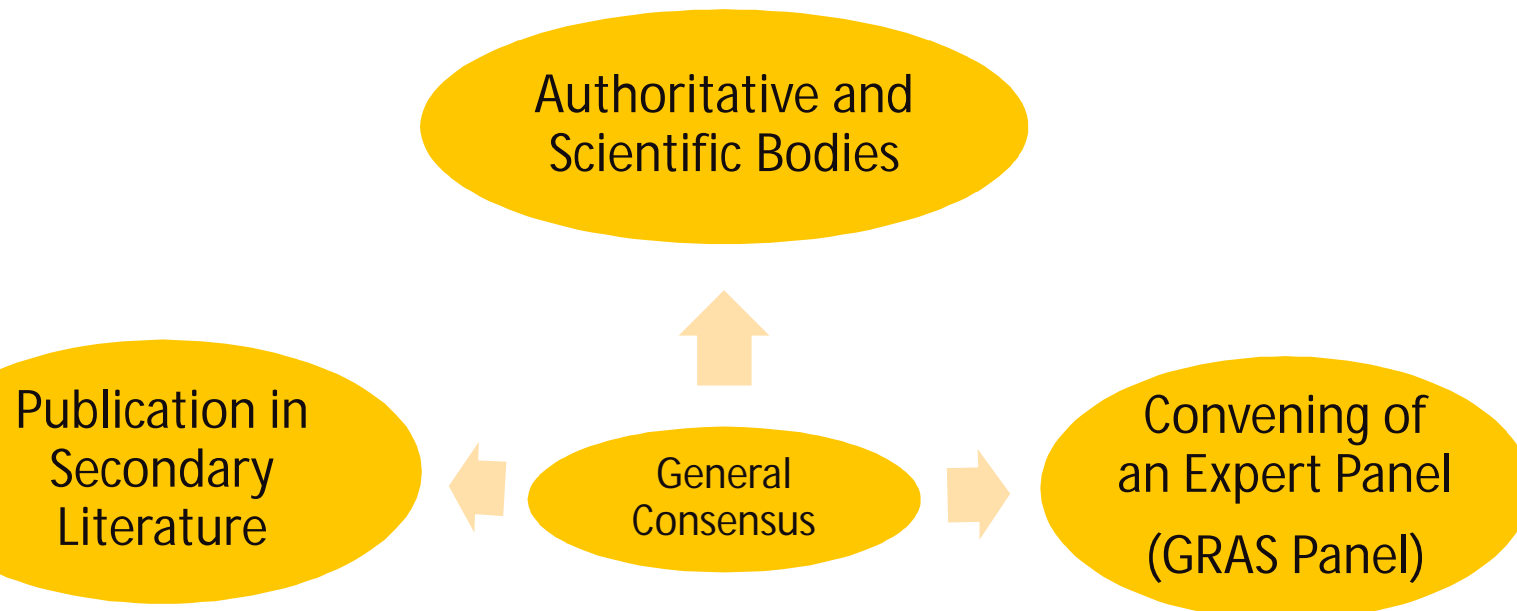 Authoritative and
Scientific Bodies
Publication in
Secondary
Literature
General
Consensus
Convening of
an Expert Panel
(GRAS Panel)